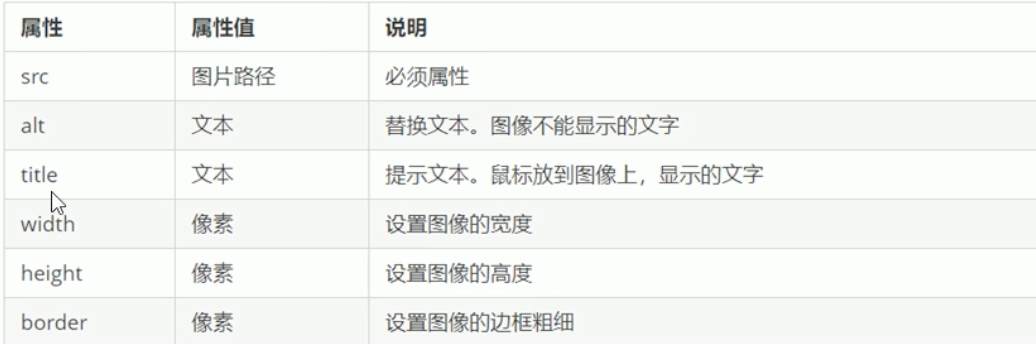 属性 属性值 说明
src 图片路径 必须属性
alt 文本 替换文本。图像不能显示的文字
title 文本 提示文本。鼠标放到图像上，显示的文字
width 像素 设置图像的宽度
height 像素 设置图像的高度
border 像素 设置图像的边框粗细